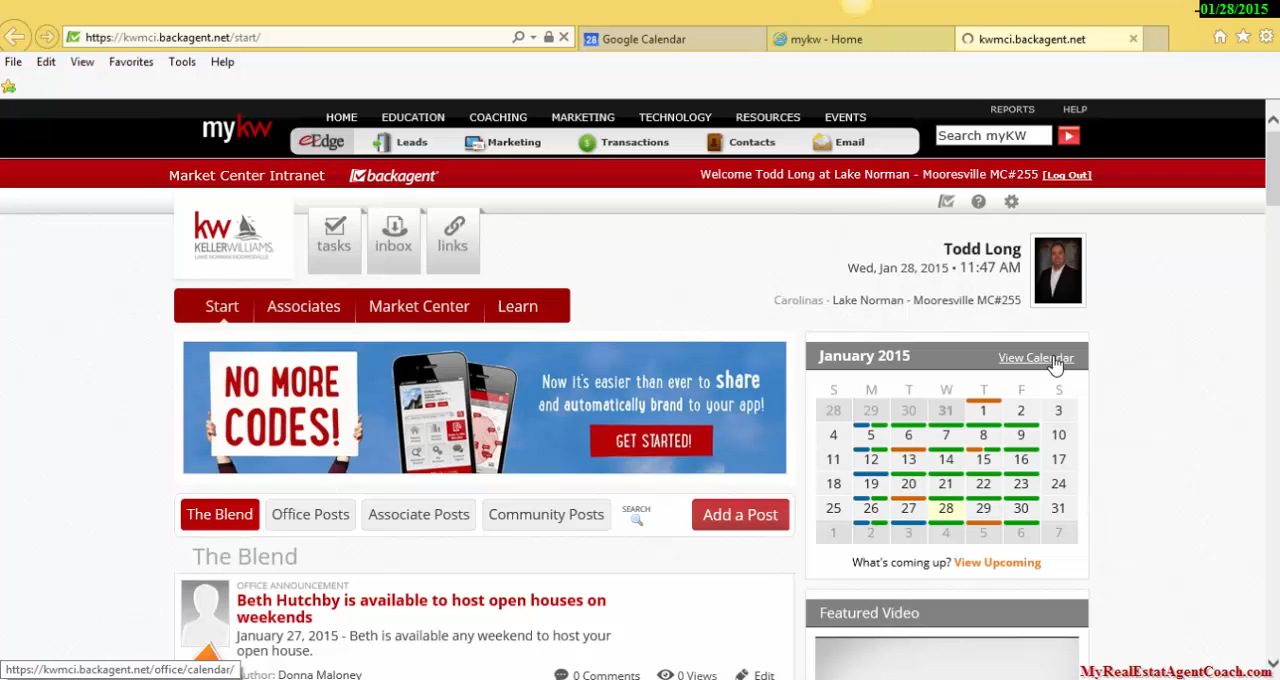 -01/28/2015
https://kwmci.backagent.net/start/
28 Google Calendar
mykw - Home
kwmci.backagent.net
File Edit View Favorites Tools Help
REPORTS HELP
HOME EDUCATION COACHING MARKETING TECHNOLOGY RESOURCES EVENTS
mykw
eEdge Leads Marketing Transactions Contacts Email
Search myKW
Market Center Intranet backagent
Welcome Todd Long at Lake Norman - Mooresville MC#255 [Log Out]
kw
KELLERWILLIAMS.
tasks inbox links
Todd Long
Wed, Jan 28, 2015 • 11:47 AM
Carolinas - Lake Norman - Mooresville MC#255
Start Associates Market Center Learn
NO MORE
CODES!
Now it's easier than ever to share
and automatically brand to your app!
GET STARTED!
January 2015 View Calendar
S M T W T F S
28 29 30 31 1 2 3
4 5 6 7 8 9 10
11 12 13 14 15 16 17
18 19 20 21 22 23 24
25 26 27 28 29 30 31
1 2 3 4 5 6 7
What's coming up? View Upcoming
The Blend Office Posts Associate Posts Community Posts SEARCH Add a Post
The Blend
OFFICE ANNOUNCEMENT
Beth Hutchby is available to host open houses on
weekends
January 27, 2015 - Beth is available any weekend to host your
open house.
Author: Donna Maloney
0 Comments 0 Views Edit
Featured Video
https://kwmci.backagent.net/office/calendar/
MyRealEstatAgentCoach.com